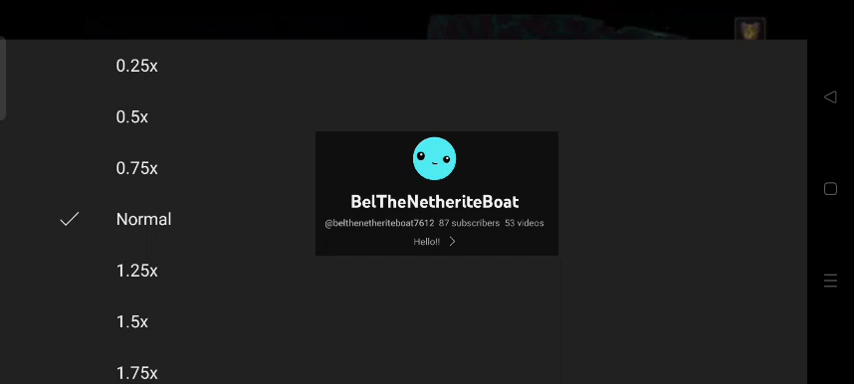 0.25x
0.5x
0.75x
Normal
1.25x
1.5x
1.75x
BelTheNetheriteBoat
@belthenetheriteboat7612 87 subscribers 53 videos
Hello!!